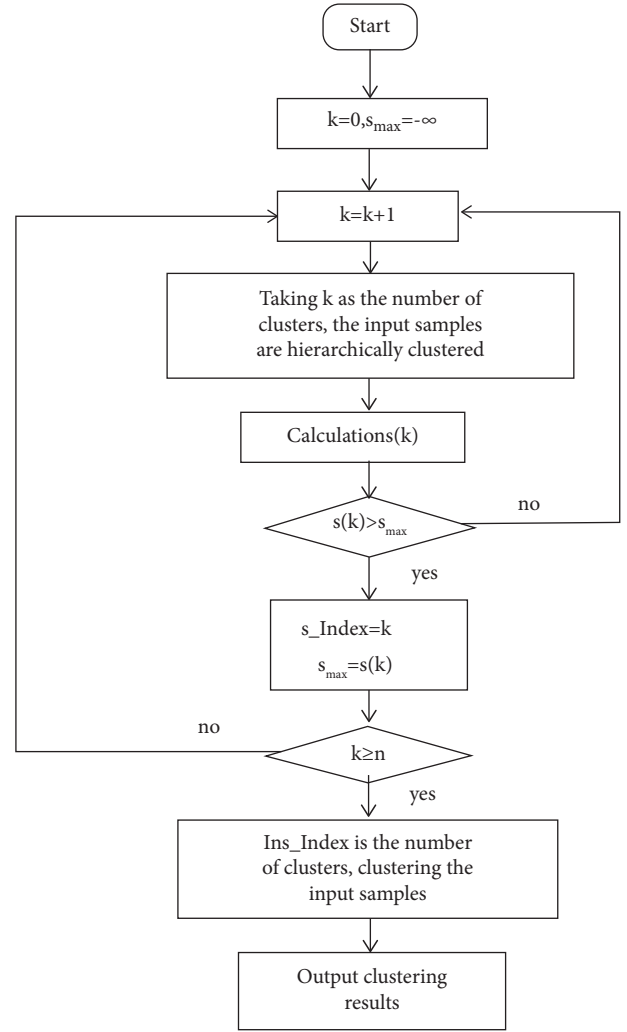 Start
k=0,s_max=-∞
k=k+1
Taking k as the number of
clusters, the input samples
are hierarchically clustered
Calculations(k)
s(k)>s_max
no
yes
s_Index=k
s_max=s(k)
no
k≥n
yes
Ins_Index is the number
of clusters, clustering the
input samples
Output clustering
results